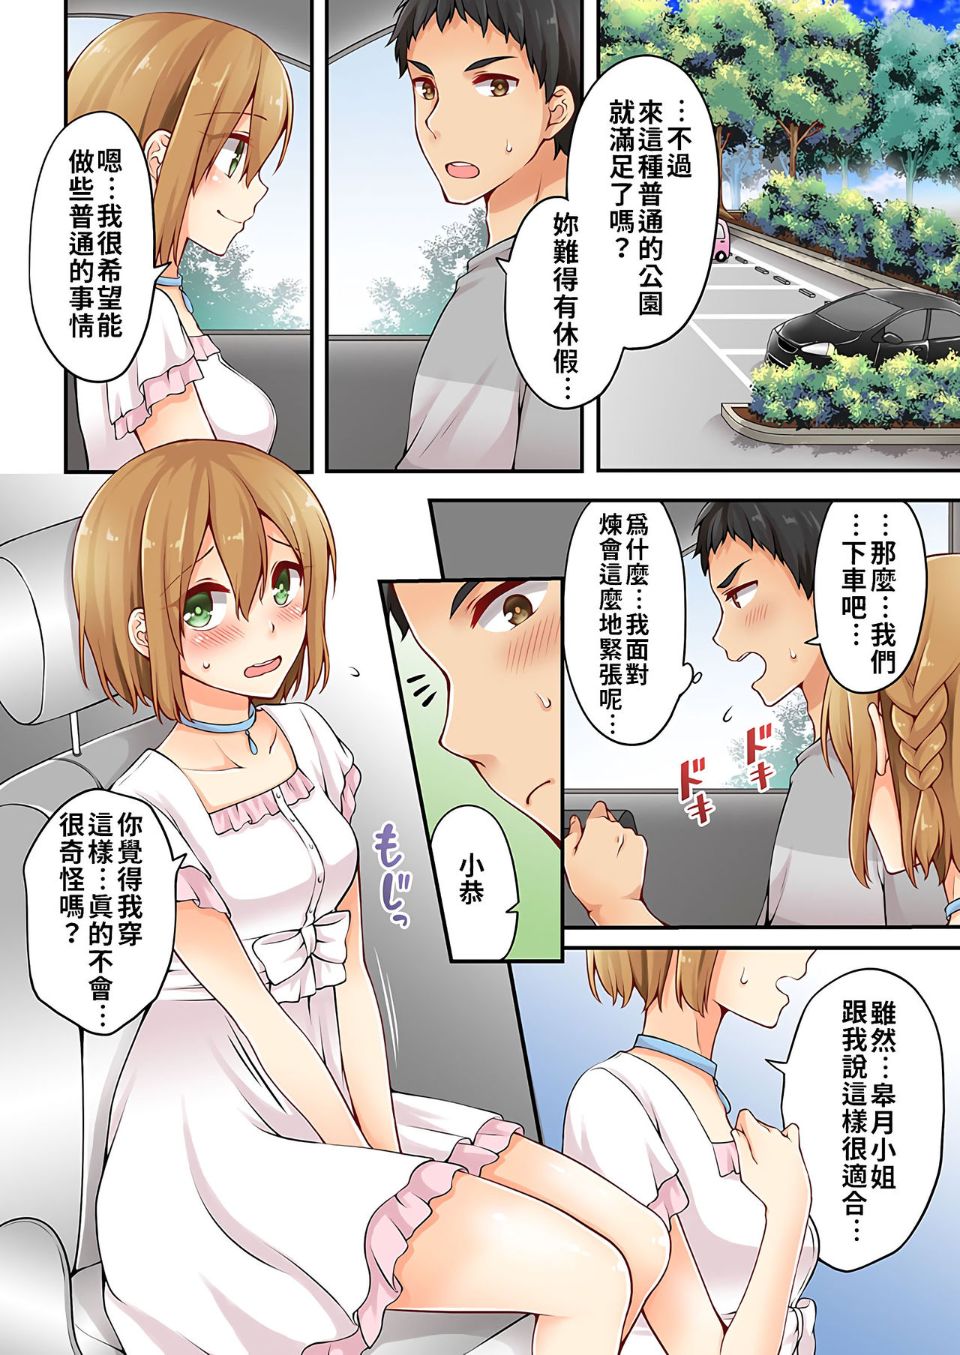 …不過
來這種普通的公園
就滿足了嗎？
妳難得有休假…
嗯…我很希望能
做些普通的事情
…那麼…我們
…下車吧…
爲什麼…我面對
煉會這麼地緊張呢…
ドキ
ドキ
雖然…皋月小姐
跟我說這樣很適合…
小恭
もじっ
你覺得我穿
這樣…眞的不會…
很奇怪嗎？